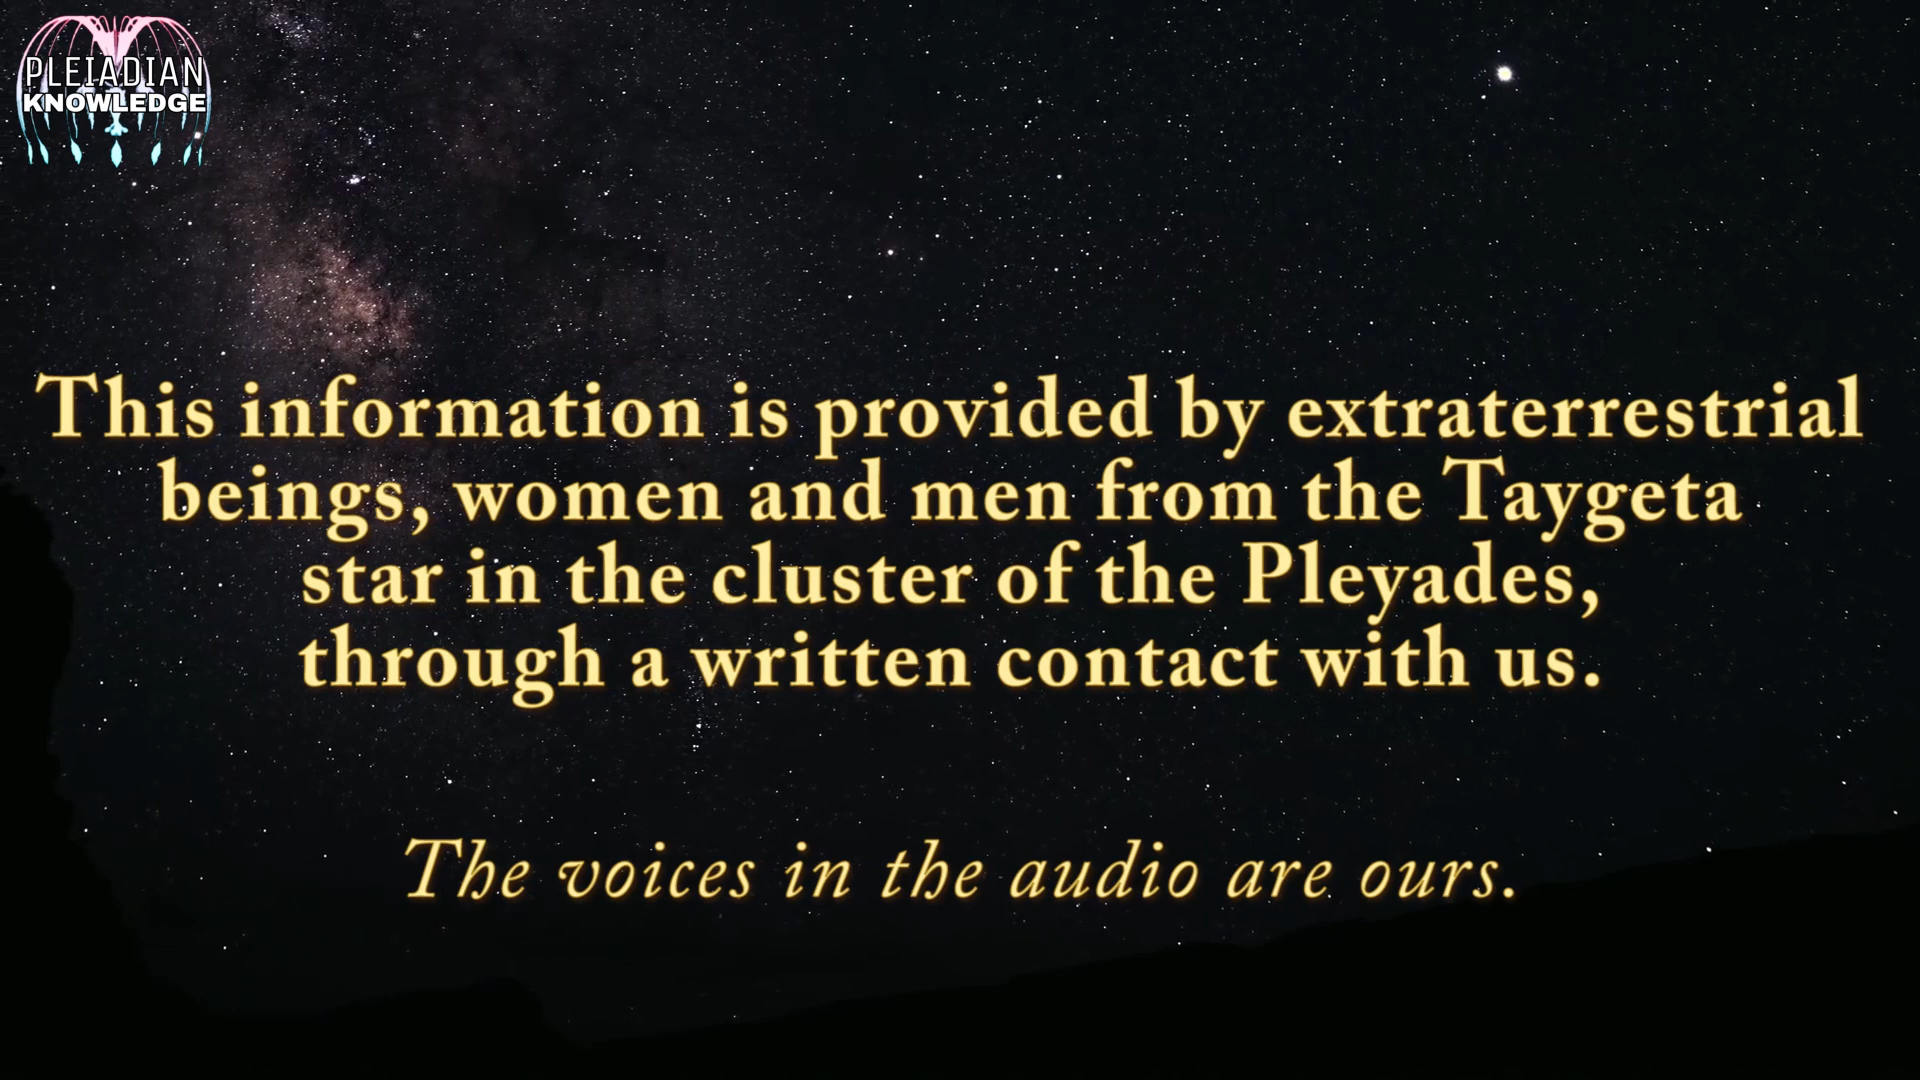 PLEIADIAN
KNOWLEDGE
This information is provided by extraterrestrial
beings, women and men from the Taygeta
star in the cluster of the Pleyades,
through a written contact with us.
The voices in the audio are ours.